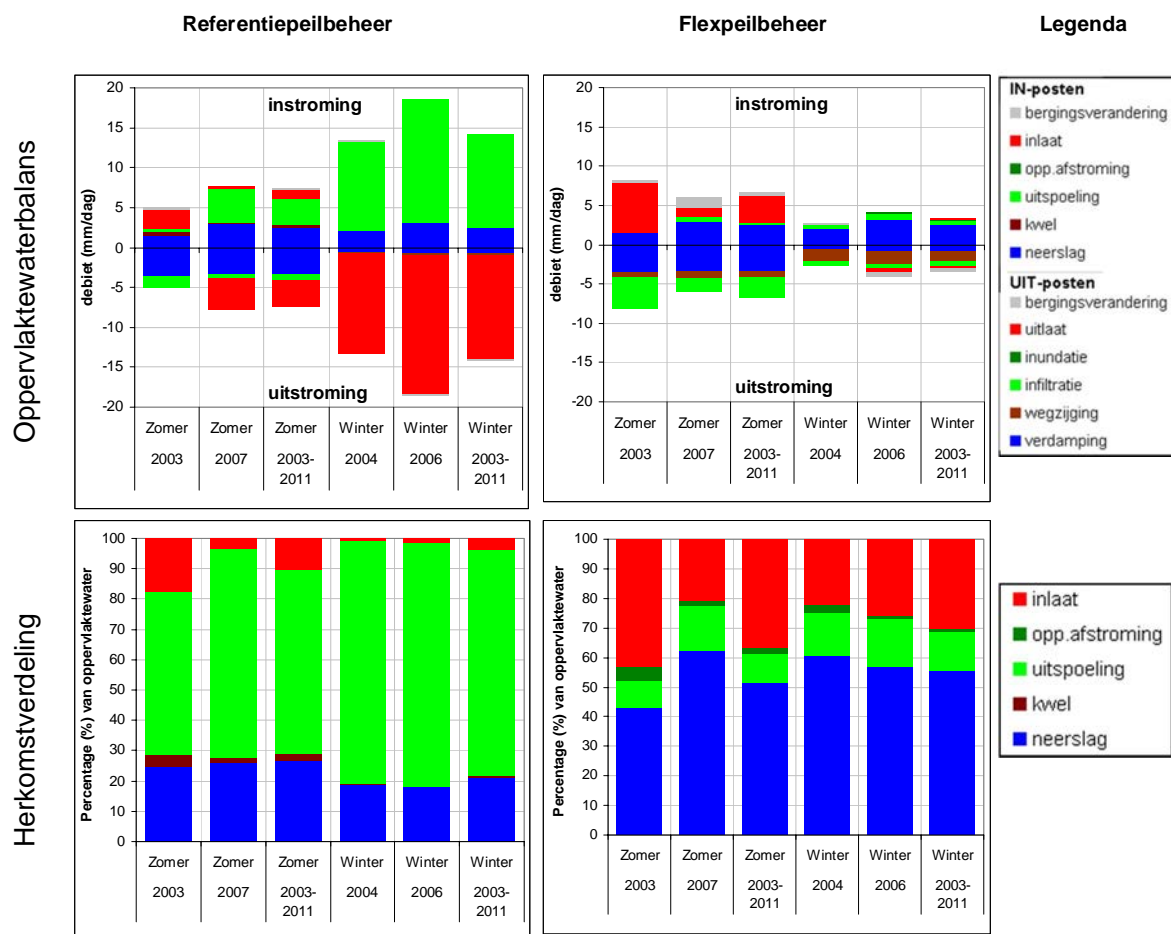 Referentiepeilbeheer
Flexpeilbeheer
Legenda
Oppervlaktewaterbalans
debiet (mm/dag)
20
15
10
5
0
-5
-10
-15
-20
instroming
uitstroming
Zomer Zomer Zomer Winter Winter Winter
2003 2007 2003-2011 2004 2006 2003-2011
debiet (mm/dag)
20
15
10
5
0
-5
-10
-15
-20
instroming
uitstroming
Zomer Zomer Zomer Winter Winter Winter
2003 2007 2003-2011 2004 2006 2003-2011
IN-posten
bergingsverandering
inlaat
opp.afstroming
uitspoeling
kwel
neerslag
UIT-posten
bergingsverandering
uitlaat
inundatie
infiltratie
wegzijging
verdamping
Herkomstverdeling
Percentage (%) van oppervlaktewater
100
90
80
70
60
50
40
30
20
10
0
Zomer Zomer Zomer Winter Winter Winter
2003 2007 2003-2011 2004 2006 2003-2011
Percentage (%) van oppervlaktewater
100
90
80
70
60
50
40
30
20
10
0
Zomer Zomer Zomer Winter Winter Winter
2003 2007 2003-2011 2004 2006 2003-2011
inlaat
opp.afstroming
uitspoeling
kwel
neerslag